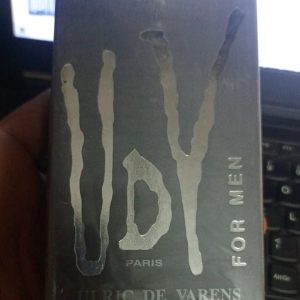 UDV
PARIS
FOR MEN
ULRIC DE VARENS